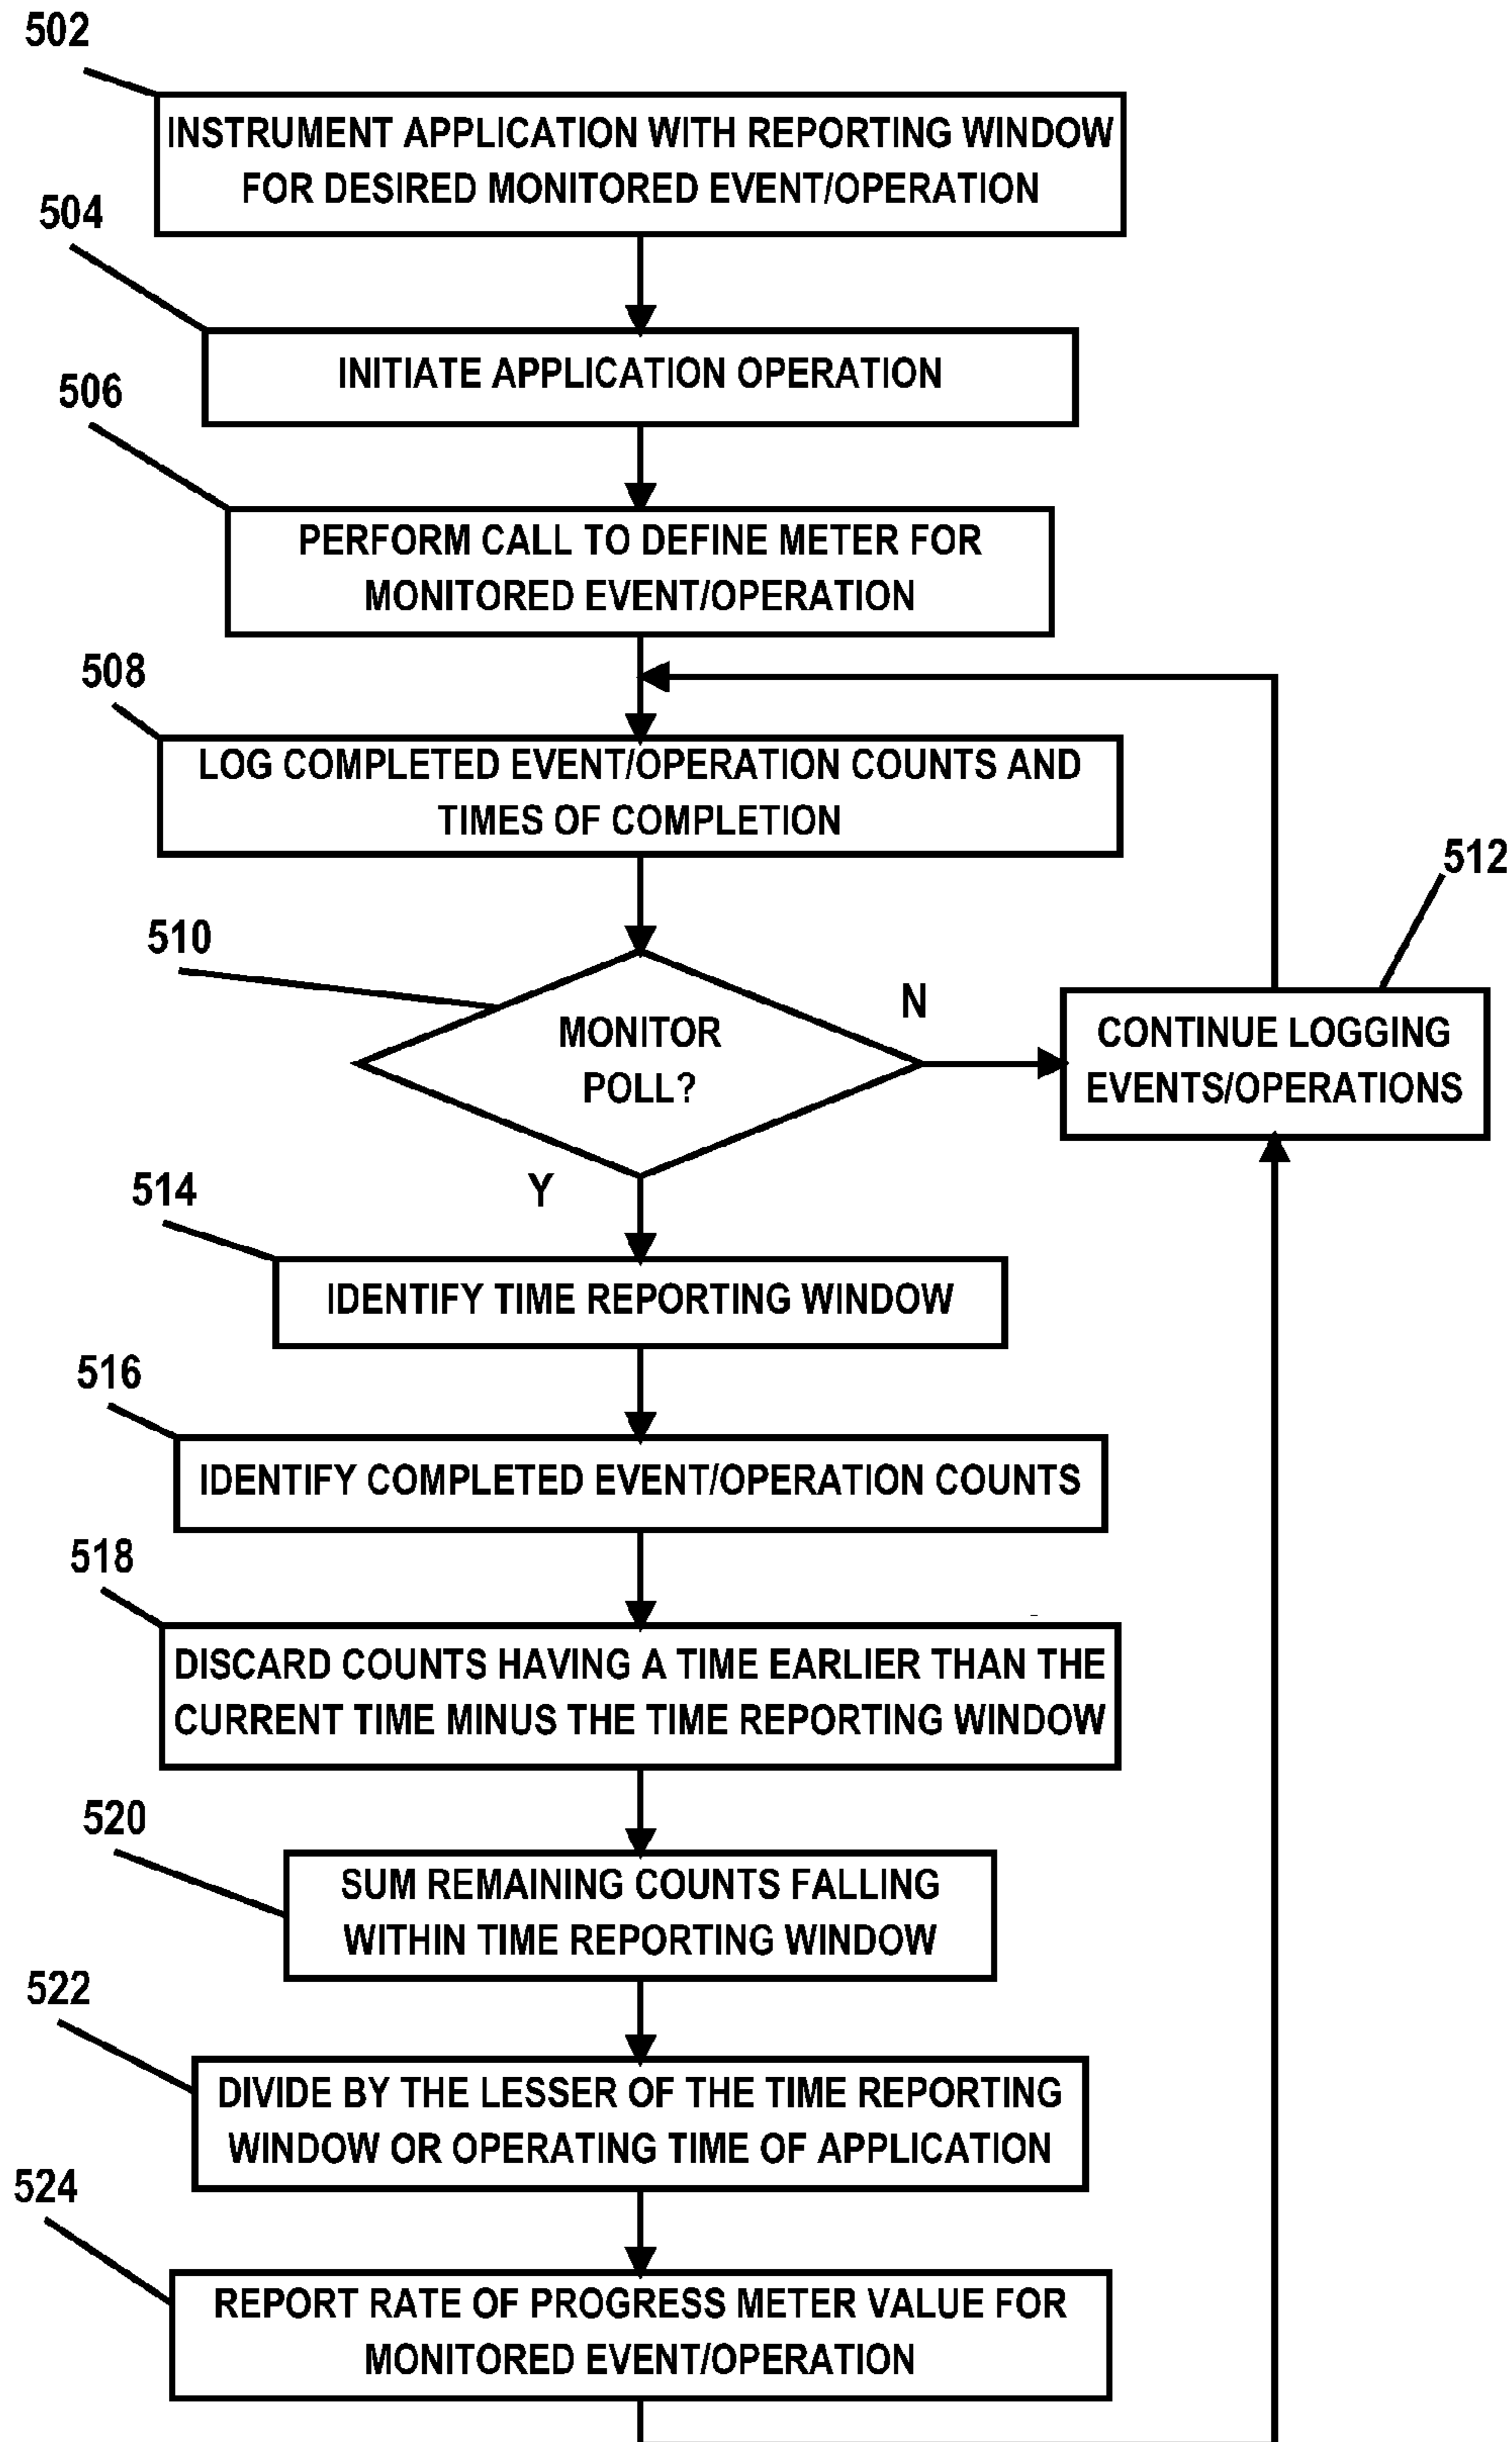 502
INSTRUMENT APPLICATION WITH REPORTING WINDOW
FOR DESIRED MONITORED EVENT/OPERATION
504
INITIATE APPLICATION OPERATION
506
PERFORM CALL TO DEFINE METER FOR
MONITORED EVENT/OPERATION
508
LOG COMPLETED EVENT/OPERATION COUNTS AND
TIMES OF COMPLETION
510
MONITOR
POLL?
N
512
CONTINUE LOGGING
EVENTS/OPERATIONS
Y
514
IDENTIFY TIME REPORTING WINDOW
516
IDENTIFY COMPLETED EVENT/OPERATION COUNTS
518
DISCARD COUNTS HAVING A TIME EARLIER THAN THE
CURRENT TIME MINUS THE TIME REPORTING WINDOW
520
SUM REMAINING COUNTS FALLING
WITHIN TIME REPORTING WINDOW
522
DIVIDE BY THE LESSER OF THE TIME REPORTING
WINDOW OR OPERATING TIME OF APPLICATION
524
REPORT RATE OF PROGRESS METER VALUE FOR
MONITORED EVENT/OPERATION